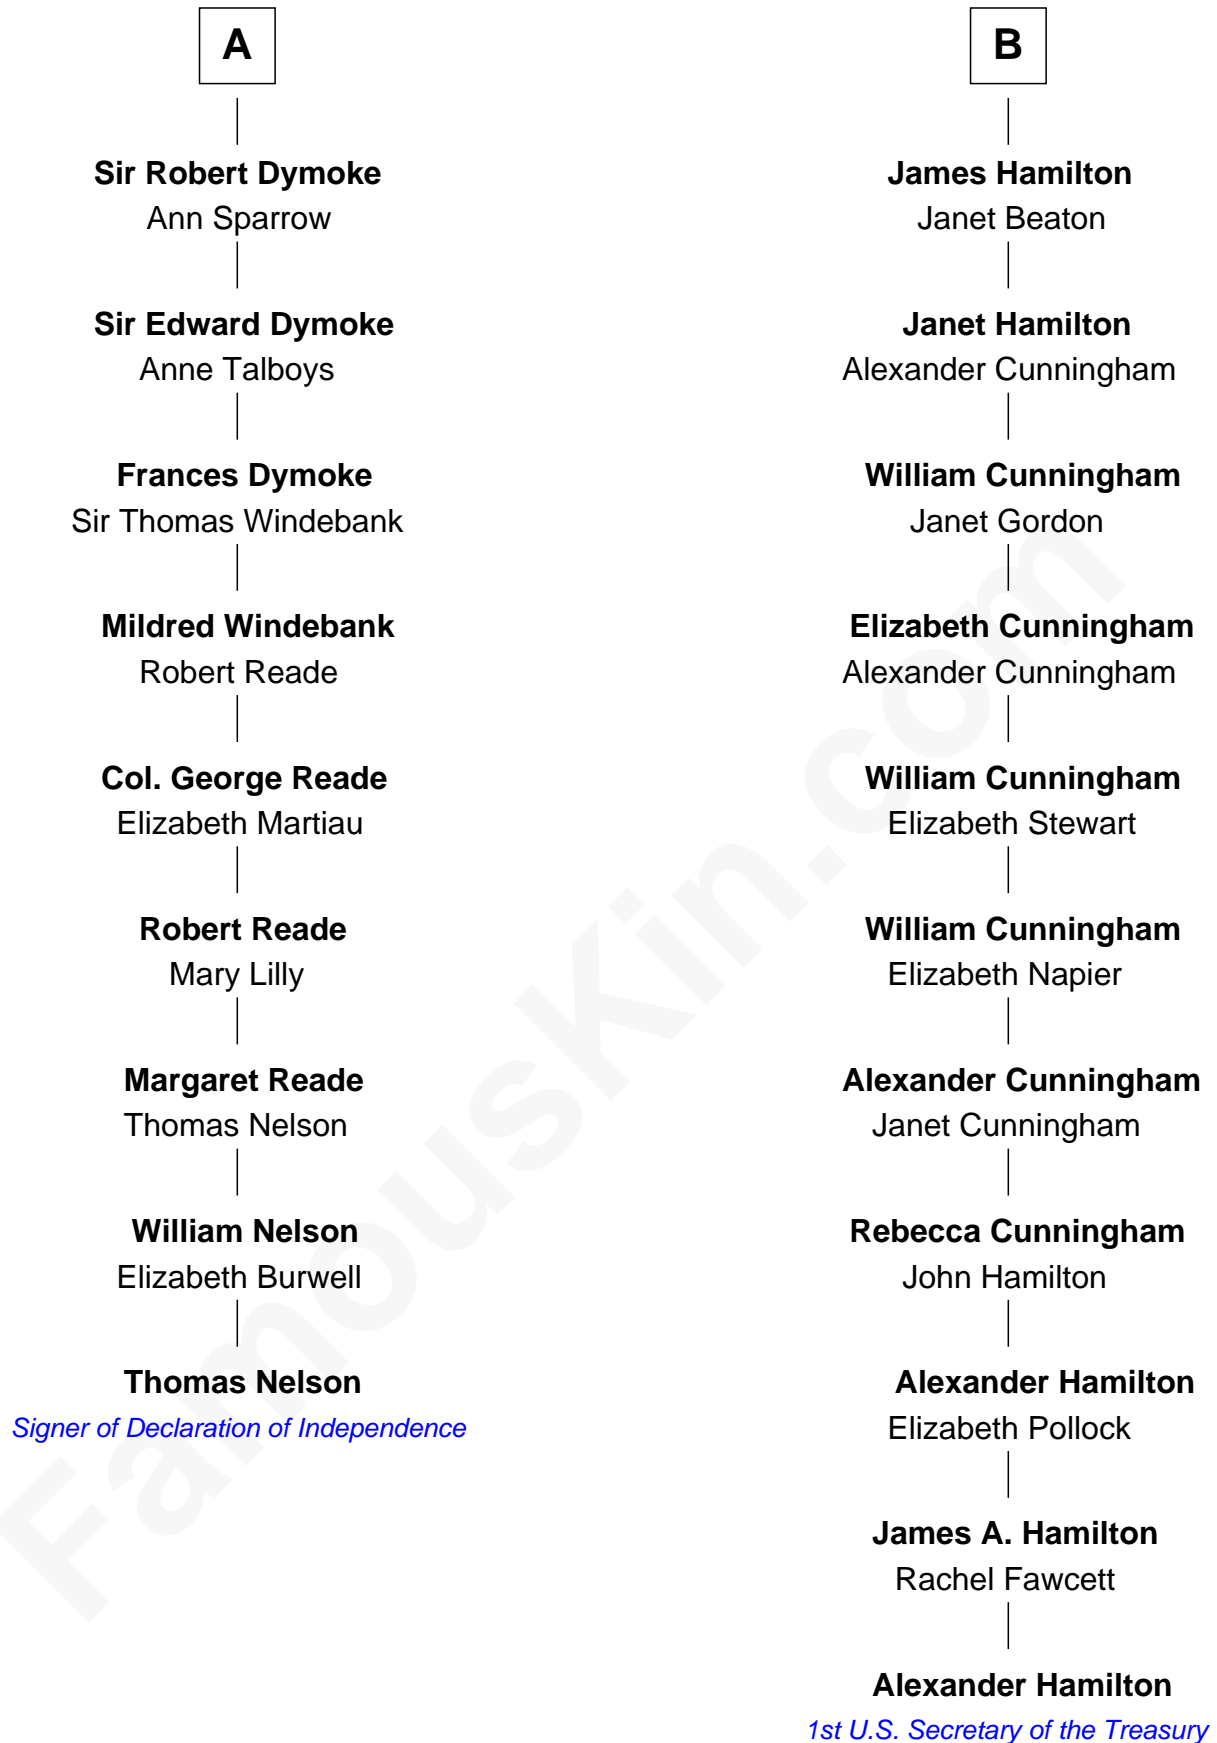 A
Sir Robert Dymoke
Ann Sparrow
Sir Edward Dymoke
Anne Talboys
Frances Dymoke
Sir Thomas Windebank
Mildred Windebank
Robert Reade
Col. George Reade
Elizabeth Martiau
Robert Reade
Mary Lilly
Margaret Reade
Thomas Nelson
William Nelson
Elizabeth Burwell
Thomas Nelson
Signer of Declaration of Independence
B
James Hamilton
Janet Beaton
Janet Hamilton
Alexander Cunningham
William Cunningham
Janet Gordon
Elizabeth Cunningham
Alexander Cunningham
William Cunningham
Elizabeth Stewart
William Cunningham
Elizabeth Napier
Alexander Cunningham
Janet Cunningham
Rebecca Cunningham
John Hamilton
Alexander Hamilton
Elizabeth Pollock
James A. Hamilton
Rachel Fawcett
Alexander Hamilton
1st U.S. Secretary of the Treasury
FamousKin.com